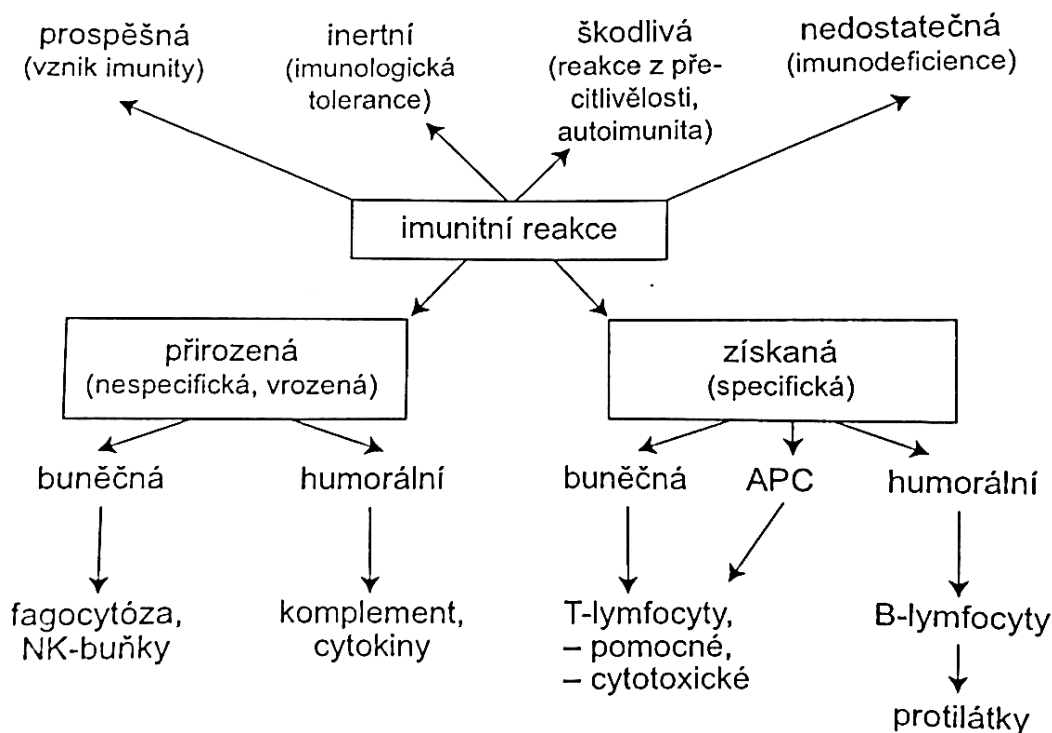 prospěšná
(vznik imunity)
inertní
(imunologická
tolerance)
škodlivá
(reakce z pře-
citlivělosti,
autoimunita)
nedostatečná
(imunodeficience)
imunitní reakce
přirozená
(nespecifická, vrozená)
získaná
(specifická)
buněčná
humorální
buněčná
APC
humorální
fagocytóza,
NK-buňky
komplement,
cytokiny
T-lymfocyty,
– pomocné,
– cytotoxické
B-lymfocyty
protilátky